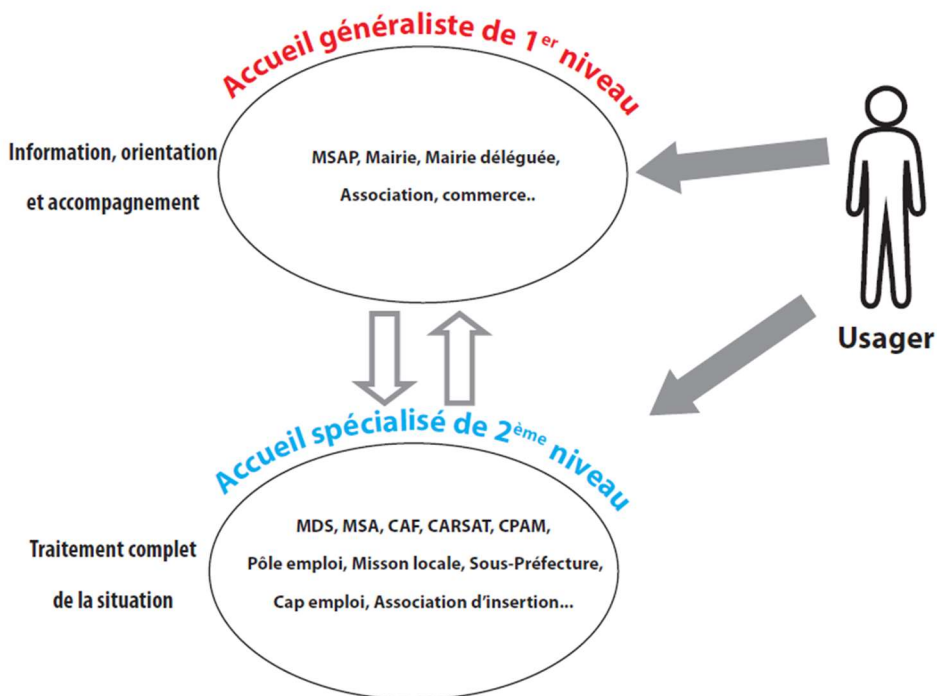 Accueil généraliste de 1er niveau
Information, orientation
et accompagnement
MSAP, Mairie, Mairie déléguée,
Association, commerce..
Usager
Accueil spécialisé de 2ème niveau
Traitement complet
de la situation
MDS, MSA, CAF, CARSAT, CPAM,
Pôle emploi, Misson locale, Sous-Préfecture,
Cap emploi, Association d'insertion...